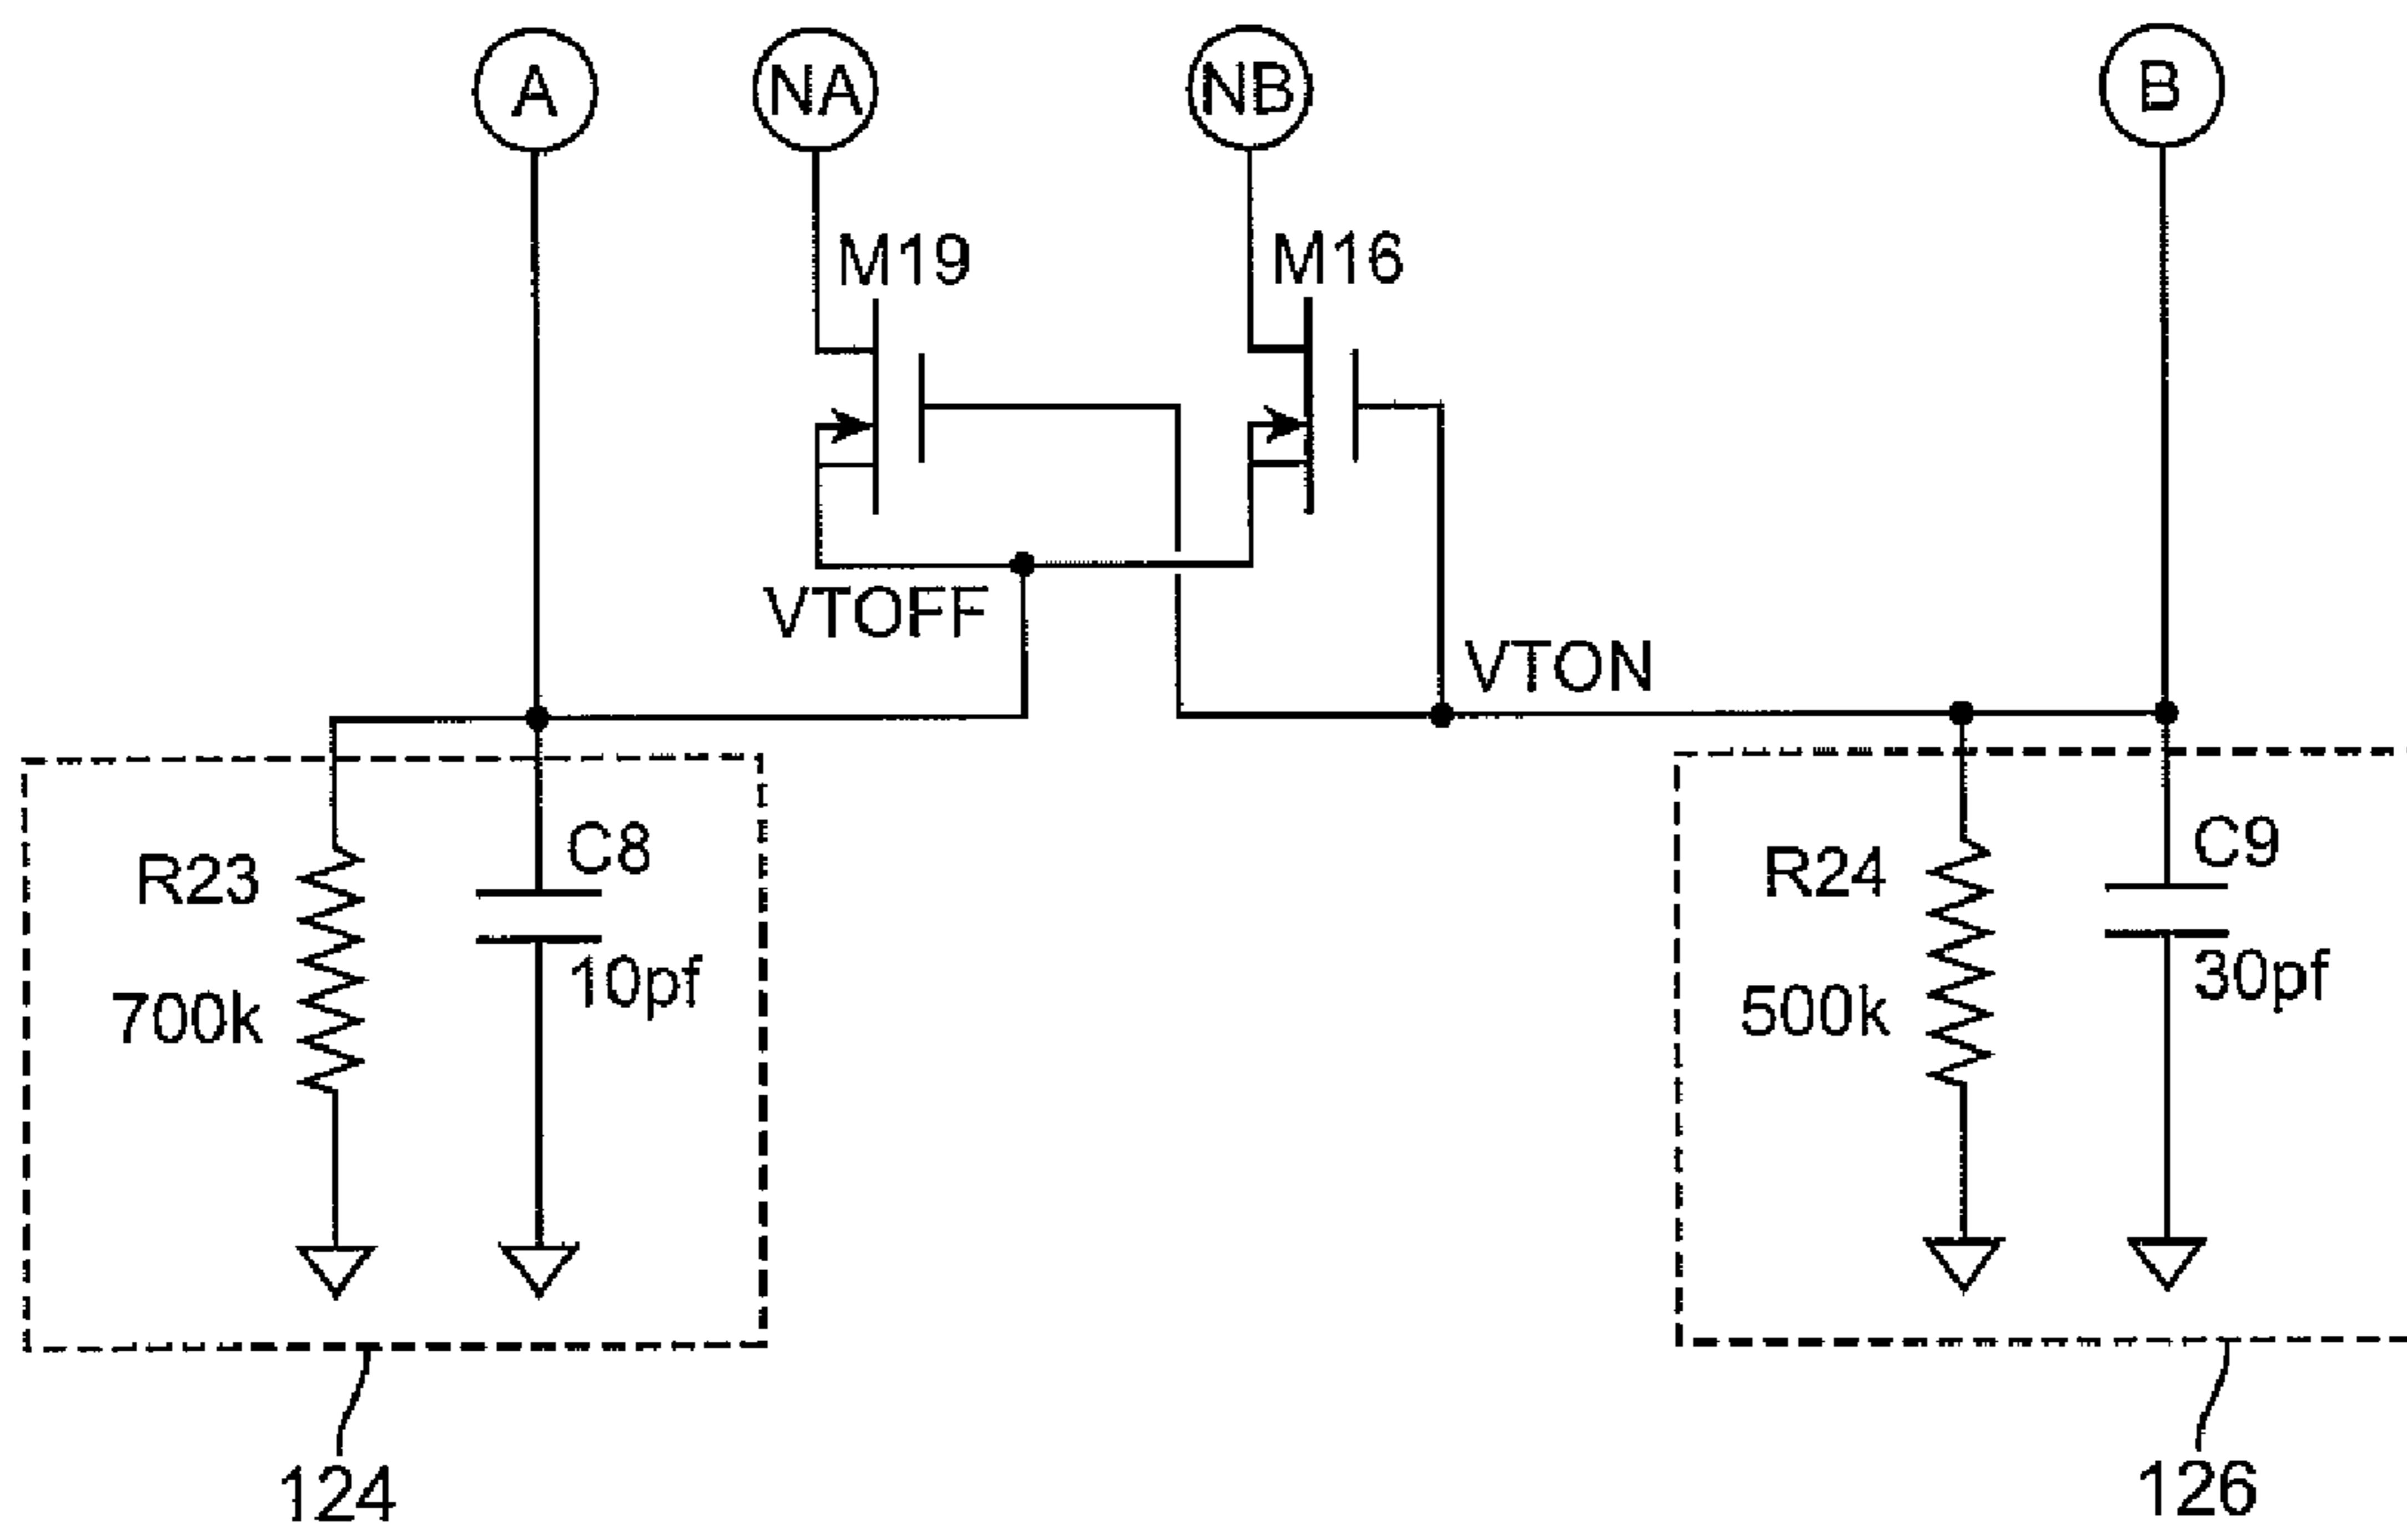 A
NA
NB
B
M19
M16
VTOFF
VTON
R23
700k
C8
10pf
R24
500k
C9
30pf
124
126